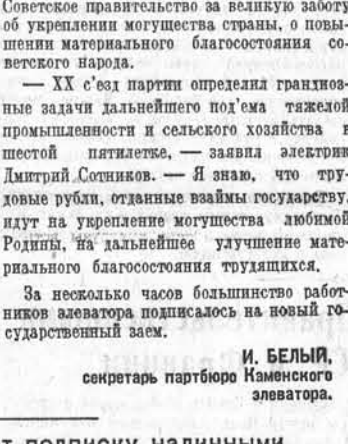 Советское правительство за великую заботу
об укреплении могущества страны, о повы-
шении материального благосостояния со-
ветского народа.
— XX с'езд партии определил грандиоз-
ные задачи дальнейшего под'ема тяжелой
промышленности и сельского хозяйства в
шестой пятилетке, — заявил электрик
Дмитрий Сотников. — Я знаю, что тру-
довые рубли, отданные взаймы государству,
идут на укрепление могущества любимой
Родины, на дальнейшее улучшение мате-
риального благосостояния трудящихся.
За несколько часов большинство работ-
ников элеватора подписалось на новый го-
сударственный заем.
И. БЕЛЫЙ,
секретарь партбюро Каменского
элеватора.
т подписку наличными